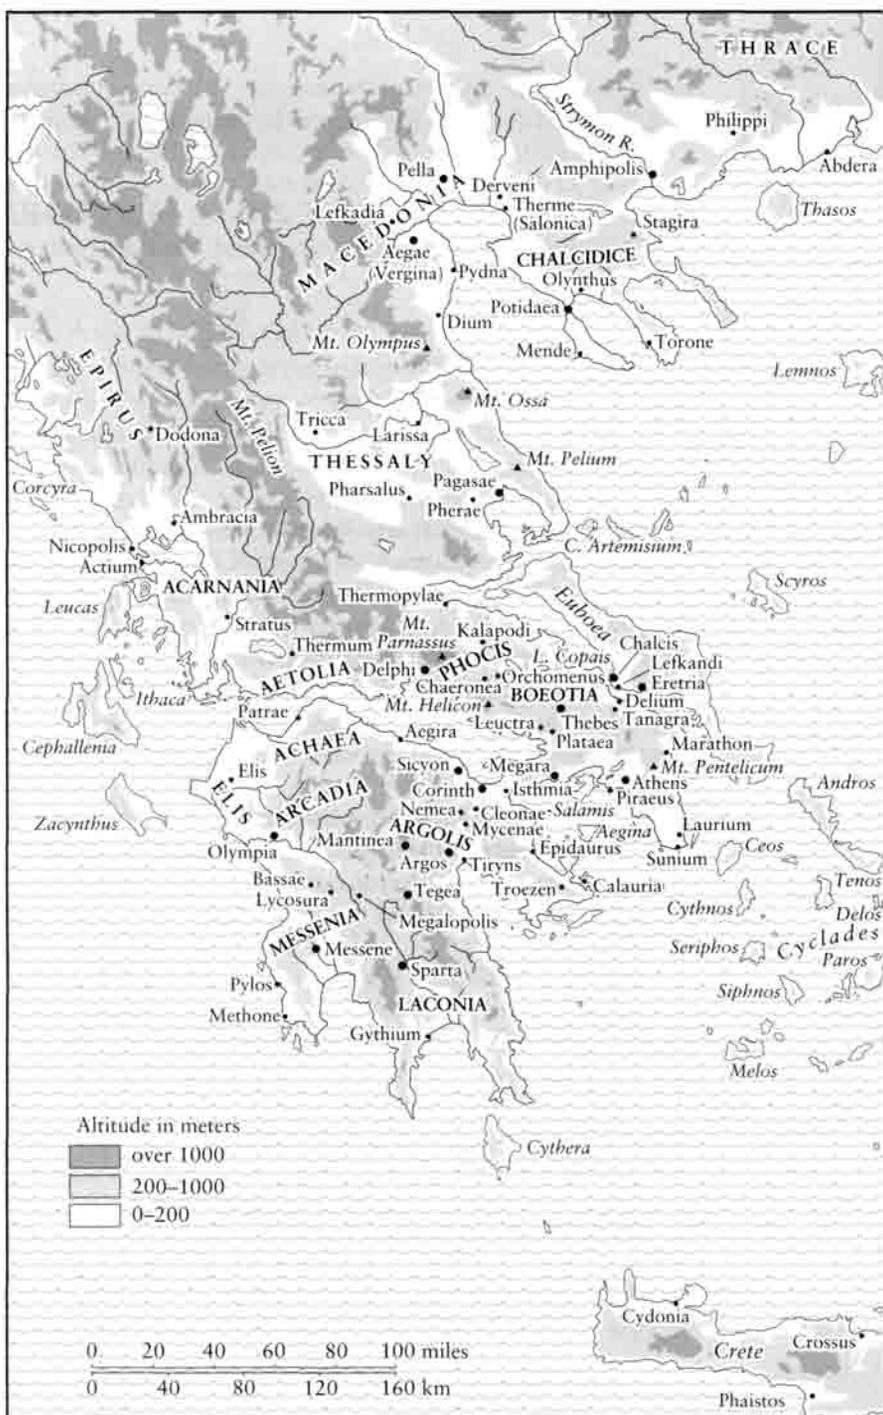 THRACE
Strymon R.
Philippi
Abdera
Pella
Amphipolis
Derveni
Lefkadia
Therme
(Salonica)
Thasos
Stagira
MACEDONIA
Aegae
(Vergina)
CHALCIDICE
Pydna
Olynthus
Potidaea
Dium
Mt. Olympus
Mende
Torone
Lemnos
EPIRUS
Mt. Ossa
Mt. Pelion
Tricca
Larissa
Dodona
THESSALY
Mt. Pelium
Corcyra
Pharsalus
Pagasae
Pherae
Ambracia
Nicopolis
Actium
C. Artemisium
ACARNANIA
Thermopylae
Scyros
Leucas
Euboea
Stratus
Mt.
Parnassus
Kalapodi
Chalcis
Thermum
L. Copais
Lefkandi
AETOLIA
Delphi
PHOCIS
Orchomenus
Eretria
Chaeronea
BOEOTIA
Delium
Ithaca
Mt. Helicon
Patrae
Leuctra
Thebes
Tanagra
Cephallenia
Aegira
Plataea
ACHAEA
Marathon
Sicyon
Megara
Mt. Pentelicum
Elis
Athens
Andros
ELIS
ARCADIA
Corinth
Isthmia
Piraeus
Zacynthus
Nemea
Cleonae
Salamis
Mycenae
Aegina
Laurium
Mantinea
ARGOLIS
Olympia
Epidaurus
Ceos
Argos
Tiryns
Sunium
Bassae
Tenos
Lycosura
Tegea
Troezen
Calauria
Cythnos
Delos
Megalopolis
MESSENIA
Messene
Seriphos
Cyclades
Paros
Sparta
Pylos
Siphnos
Methone
LACONIA
Gythium
Melos
Altitude in meters
over 1000
200–1000
0–200
Cythera
Cydonia
Crete
Crossus
Phaistos
0 20 40 60 80 100 miles
0 40 80 120 160 km